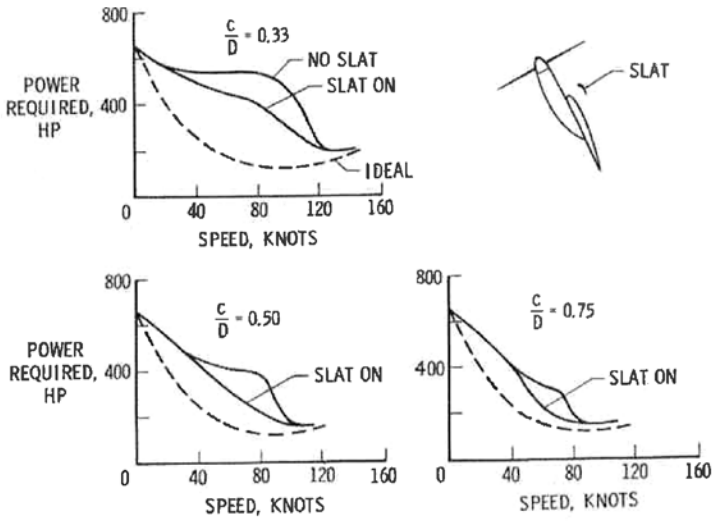 800
c/D = 0.33
NO SLAT
SLAT ON
SLAT
POWER
REQUIRED,
HP
400
IDEAL
0
40
80
120
160
SPEED, KNOTS
800
c/D = 0.50
POWER
REQUIRED,
HP
400
SLAT ON
0
40
80
120
160
SPEED, KNOTS
800
c/D = 0.75
400
SLAT ON
0
40
80
120
160
SPEED, KNOTS